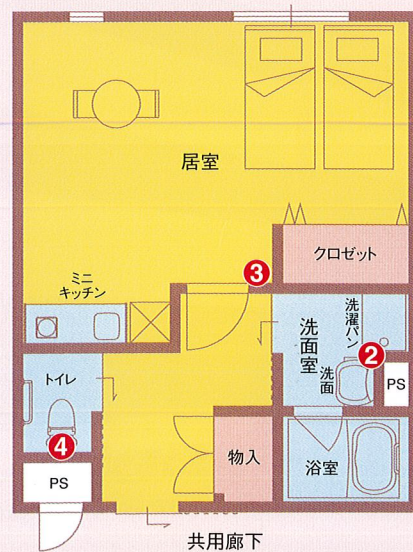 居室
クロゼット
③
ミニ
キッチン
洗濯パン
洗面室
洗面
②
PS
トイレ
④
PS
物入
浴室
共用廊下